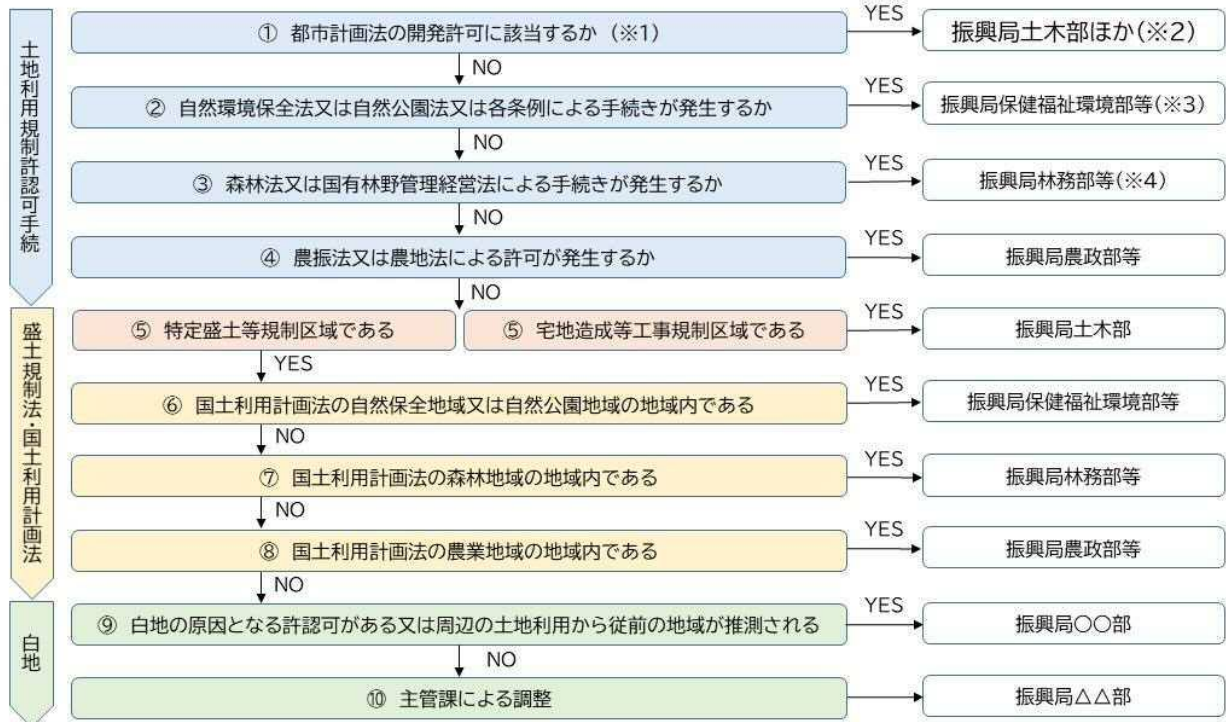 土地利用規制許認可手続
① 都市計画法の開発許可に該当するか (※1)
YES
振興局土木部ほか(※2)
NO
② 自然環境保全法又は自然公園法又は各条例による手続きが発生するか
YES
振興局保健福祉環境部等(※3)
NO
③ 森林法又は国有林野管理経営法による手続きが発生するか
YES
振興局林務部等(※4)
NO
④ 農振法又は農地法による許可が発生するか
YES
振興局農政部等
NO
盛土規制法・国土利用計画法
⑤ 特定盛土等規制区域である
⑤ 宅地造成等工事規制区域である
YES
振興局土木部
YES
⑥ 国土利用計画法の自然保全地域又は自然公園地域の地域内である
YES
振興局保健福祉環境部等
NO
⑦ 国土利用計画法の森林地域の地域内である
YES
振興局林務部等
NO
⑧ 国土利用計画法の農業地域の地域内である
YES
振興局農政部等
NO
白地
⑨ 白地の原因となる許認可がある又は周辺の土地利用から従前の地域が推測される
YES
振興局〇〇部
NO
⑩ 主管課による調整
振興局△△部